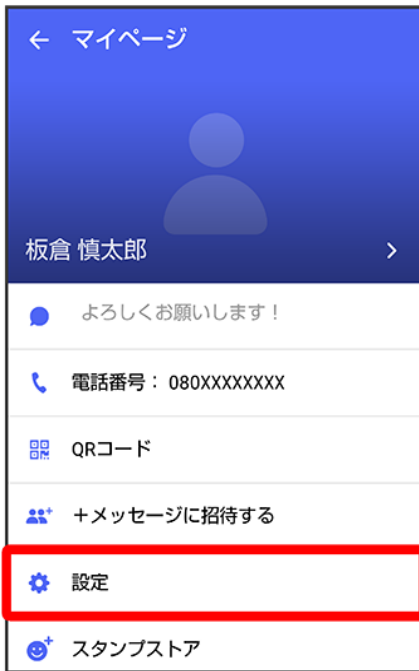 ← マイページ
板倉 慎太郎
よろしくお願いします！
電話番号： 080XXXXXXXX
QRコード
＋メッセージに招待する
設定
スタンプストア